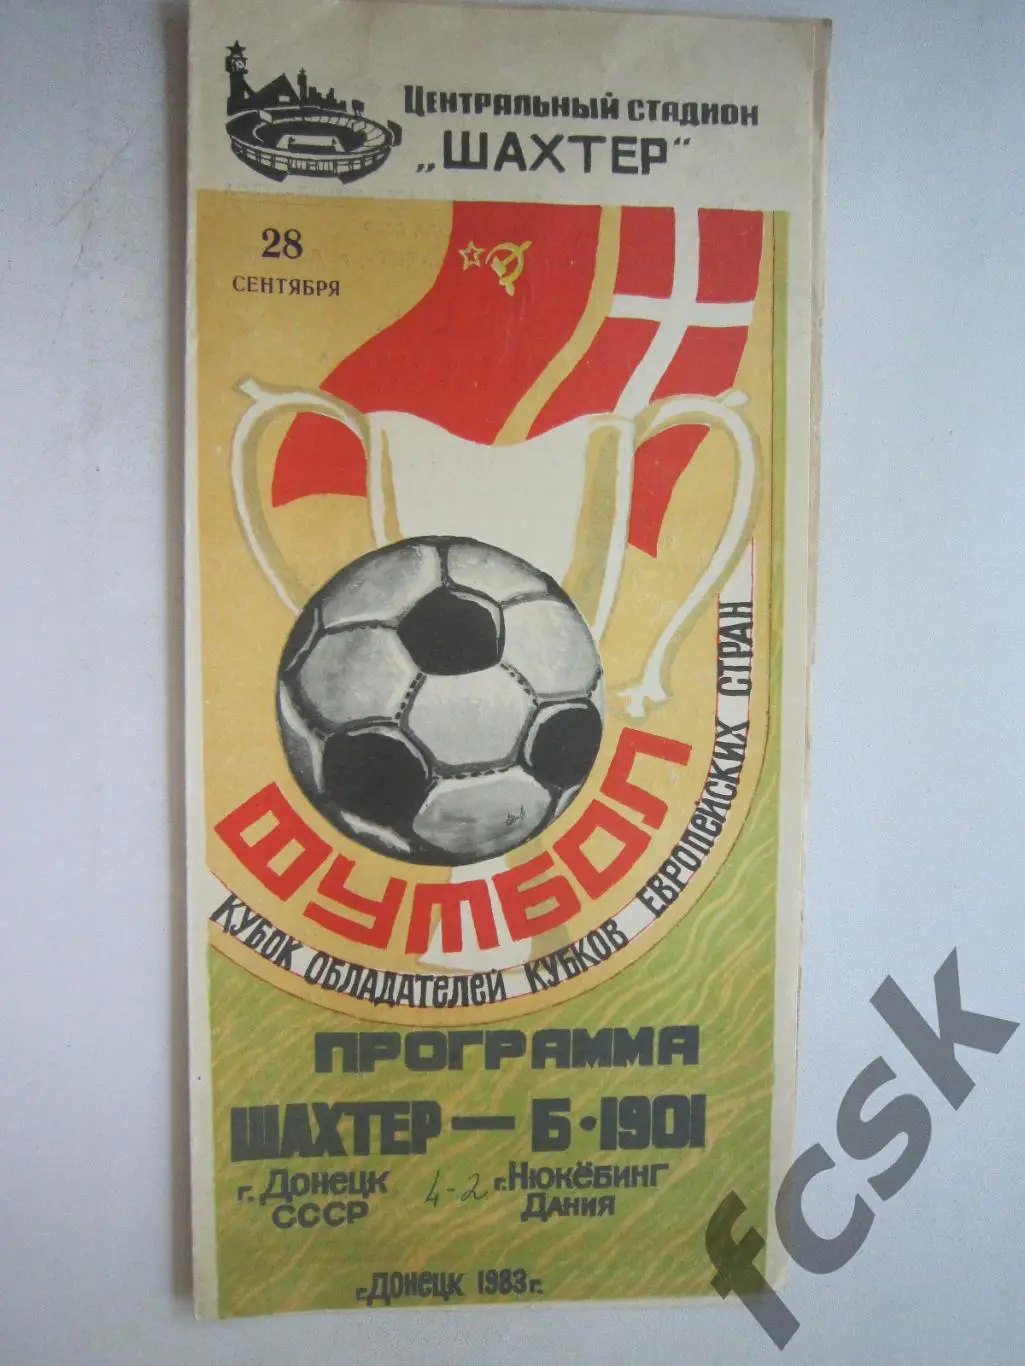 Центральный стадион
„ШАХТЕР"
28
СЕНТЯБРЯ
ФУТБОЛ
КУБОК ОБЛАДАТЕЛЕЙ КУБКОВ ЕВРОПЕЙСКИХ СТРАН
ПРОГРАММА
ШАХТЕР — Б·1901
г. Донецк 4-2 г. Нюкёбинг
СССР Дания
г. Донецк 1983 г.
fcsk